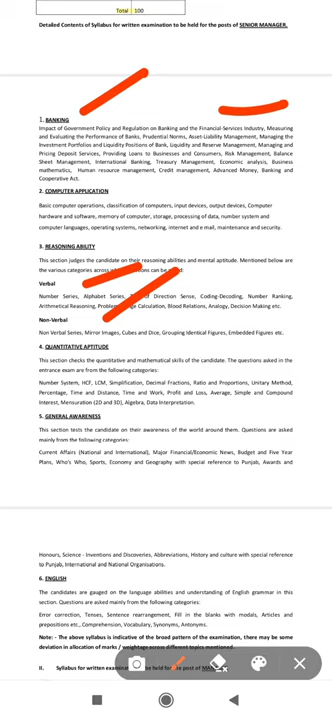 Total 100
Detailed Contents of Syllabus for written examination to be held for the posts of SENIOR MANAGER.
1. BANKING
Impact of Government Policy and Regulation on Banking and the Financial-Services Industry, Measuring
and Evaluating the Performance of Banks, Prudential Norms, Asset-Liability Management, Managing the
Investment Portfolios and Liquidity Positions of Bank, Liquidity and Reserve Management, Managing and
Pricing Deposit Services, Providing Loans to Businesses and Consumers, Risk Management, Balance
Sheet Management, International Banking, Treasury Management, Economic analysis, Business
mathematics, Human resource management, Credit management, Advanced Money, Banking and
Cooperative Act.
2. COMPUTER APPLICATION
Basic computer operations, classification of computers, input devices, output devices, Computer
hardware and software, memory of computer, storage, processing of data, number system and
computer languages, operating systems, networking, internet and e mail, maintenance and security.
3. REASONING ABILITY
This section judges the candidate on their reasoning abilities and mental aptitude. Mentioned below are
the various categories across can be
Verbal
Number Series, Alphabet Series, of Direction Sense, Coding-Decoding, Number Ranking,
Arithmetical Reasoning, Calculation, Blood Relations, Analogy, Decision Making etc.
Non-Verbal
Non Verbal Series, Mirror Images, Cubes and Dice, Grouping Identical Figures, Embedded Figures etc.
4. QUANTITATIVE APTITUDE
This section checks the quantitative and mathematical skills of the candidate. The questions asked in the
entrance exam are from the following categories:
Number System, HCF, LCM, Simplification, Decimal Fractions, Ratio and Proportions, Unitary Method,
Percentage, Time and Distance, Time and Work, Profit and Loss, Average, Simple and Compound
Interest, Mensuration (2D and 3D), Algebra, Data Interpretation.
5. GENERAL AWARENESS
This section tests the candidate on their awareness of the world around them. Questions are asked
mainly from the following categories:
Current Affairs (National and International), Major Financial/Economic News, Budget and Five Year
Plans, Who's Who, Sports, Economy and Geography with special reference to Punjab, Awards and
Honours, Science - Inventions and Discoveries, Abbreviations, History and culture with special reference
to Punjab, International and National Organisations.
6. ENGLISH
The candidates are gauged on the language abilities and understanding of English grammar in this
section. Questions are asked mainly from the following categories:
Error correction, Tenses, Sentence rearrangement, Fill in the blanks with modals, Articles and
prepositions etc., Comprehension, Vocabulary, Synonyms, Antonyms.
Note: - The above syllabus is indicative of the broad pattern of the examination, there may be some
deviation in allocation of marks / weightage across different topics mentioned.
II. Syllabus for written be held for the post of